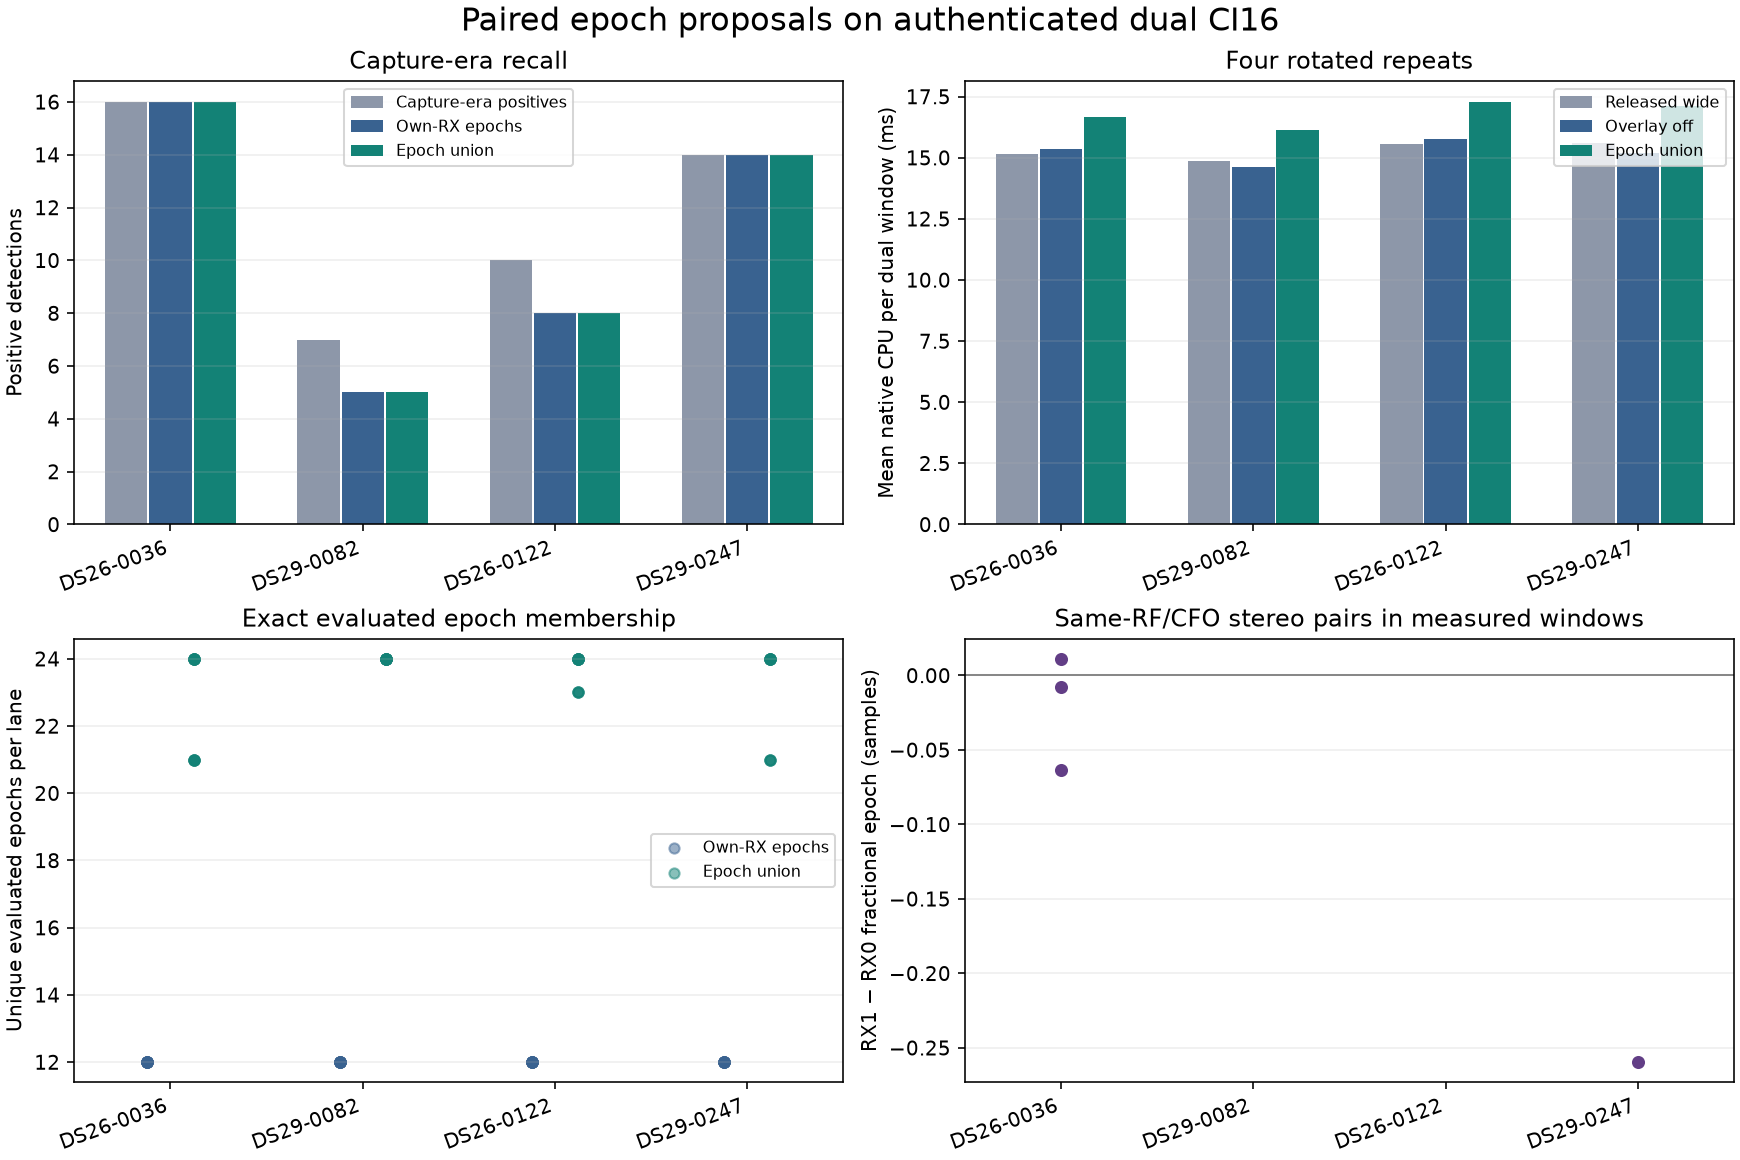 Paired epoch proposals on authenticated dual CI16
Capture-era recall
Positive detections
16
14
12
10
8
6
4
2
0
Capture-era positives
Own-RX epochs
Epoch union
DS26-0036
DS29-0082
DS26-0122
DS29-0247
Four rotated repeats
Mean native CPU per dual window (ms)
17.5
15.0
12.5
10.0
7.5
5.0
2.5
0.0
Released wide
Overlay off
Epoch union
DS26-0036
DS29-0082
DS26-0122
DS29-0247
Exact evaluated epoch membership
Unique evaluated epochs per lane
24
22
20
18
16
14
12
Own-RX epochs
Epoch union
DS26-0036
DS29-0082
DS26-0122
DS29-0247
Same-RF/CFO stereo pairs in measured windows
RX1 − RX0 fractional epoch (samples)
0.00
−0.05
−0.10
−0.15
−0.20
−0.25
DS26-0036
DS29-0082
DS26-0122
DS29-0247